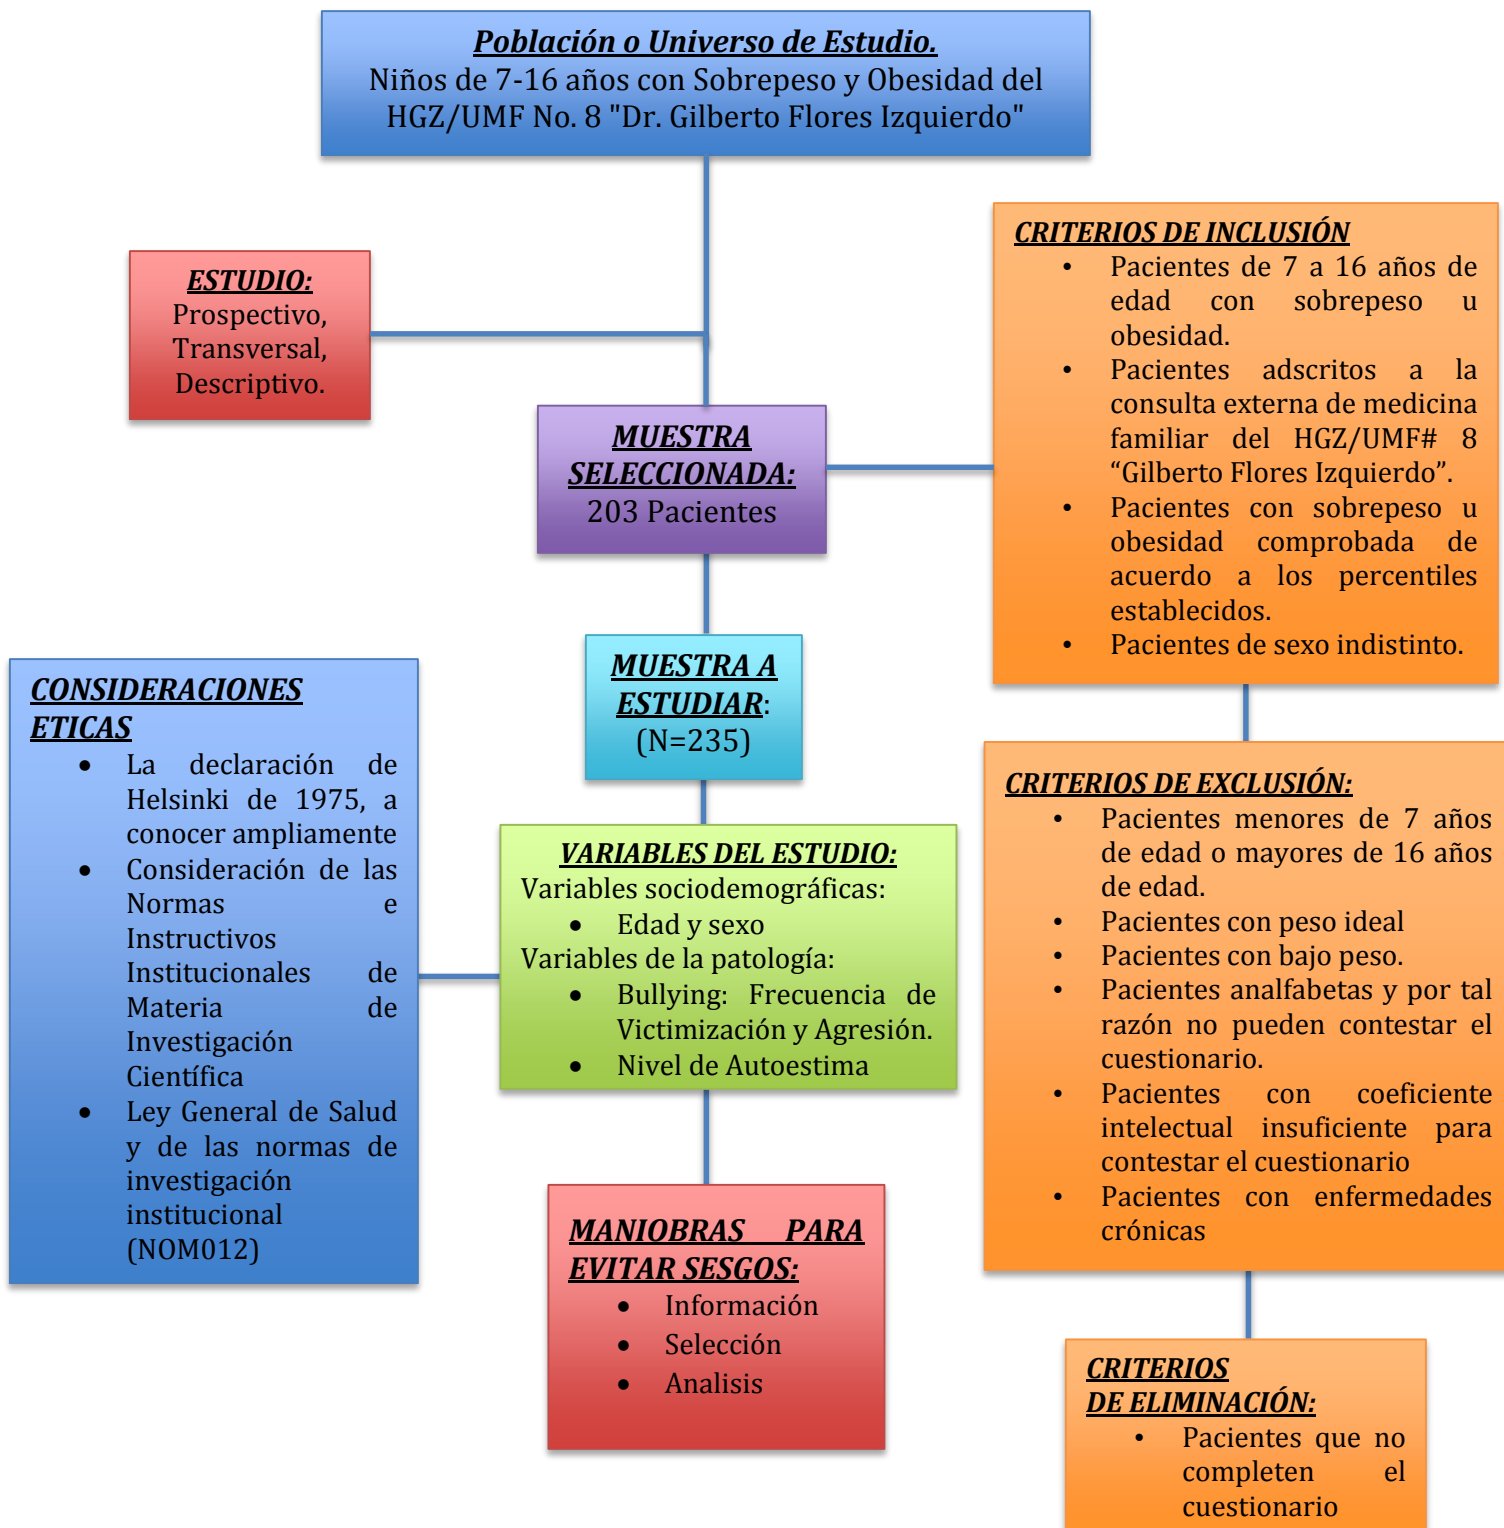 Población o Universo de Estudio.
Niños de 7-16 años con Sobrepeso y Obesidad del
HGZ/UMF No. 8 "Dr. Gilberto Flores Izquierdo"
ESTUDIO:
Prospectivo,
Transversal,
Descriptivo.
MUESTRA
SELECCIONADA:
203 Pacientes
CRITERIOS DE INCLUSIÓN
• Pacientes de 7 a 16 años de
edad con sobrepeso u
obesidad.
• Pacientes adscritos a la
consulta externa de medicina
familiar del HGZ/UMF# 8
“Gilberto Flores Izquierdo”.
• Pacientes con sobrepeso u
obesidad comprobada de
acuerdo a los percentiles
establecidos.
• Pacientes de sexo indistinto.
MUESTRA A
ESTUDIAR:
(N=235)
CONSIDERACIONES
ETICAS
• La declaración de
Helsinki de 1975, a
conocer ampliamente
• Consideración de las
Normas e
Instructivos
Institucionales de
Materia de
Investigación
Científica
• Ley General de Salud
y de las normas de
investigación
institucional
(NOM012)
VARIABLES DEL ESTUDIO:
Variables sociodemográficas:
• Edad y sexo
Variables de la patología:
• Bullying: Frecuencia de
Victimización y Agresión.
• Nivel de Autoestima
CRITERIOS DE EXCLUSIÓN:
• Pacientes menores de 7 años
de edad o mayores de 16 años
de edad.
• Pacientes con peso ideal
• Pacientes con bajo peso.
• Pacientes analfabetas y por tal
razón no pueden contestar el
cuestionario.
• Pacientes con coeficiente
intelectual insuficiente para
contestar el cuestionario
• Pacientes con enfermedades
crónicas
MANIOBRAS PARA
EVITAR SESGOS:
• Información
• Selección
• Analisis
CRITERIOS
DE ELIMINACIÓN:
• Pacientes que no
completen el
cuestionario